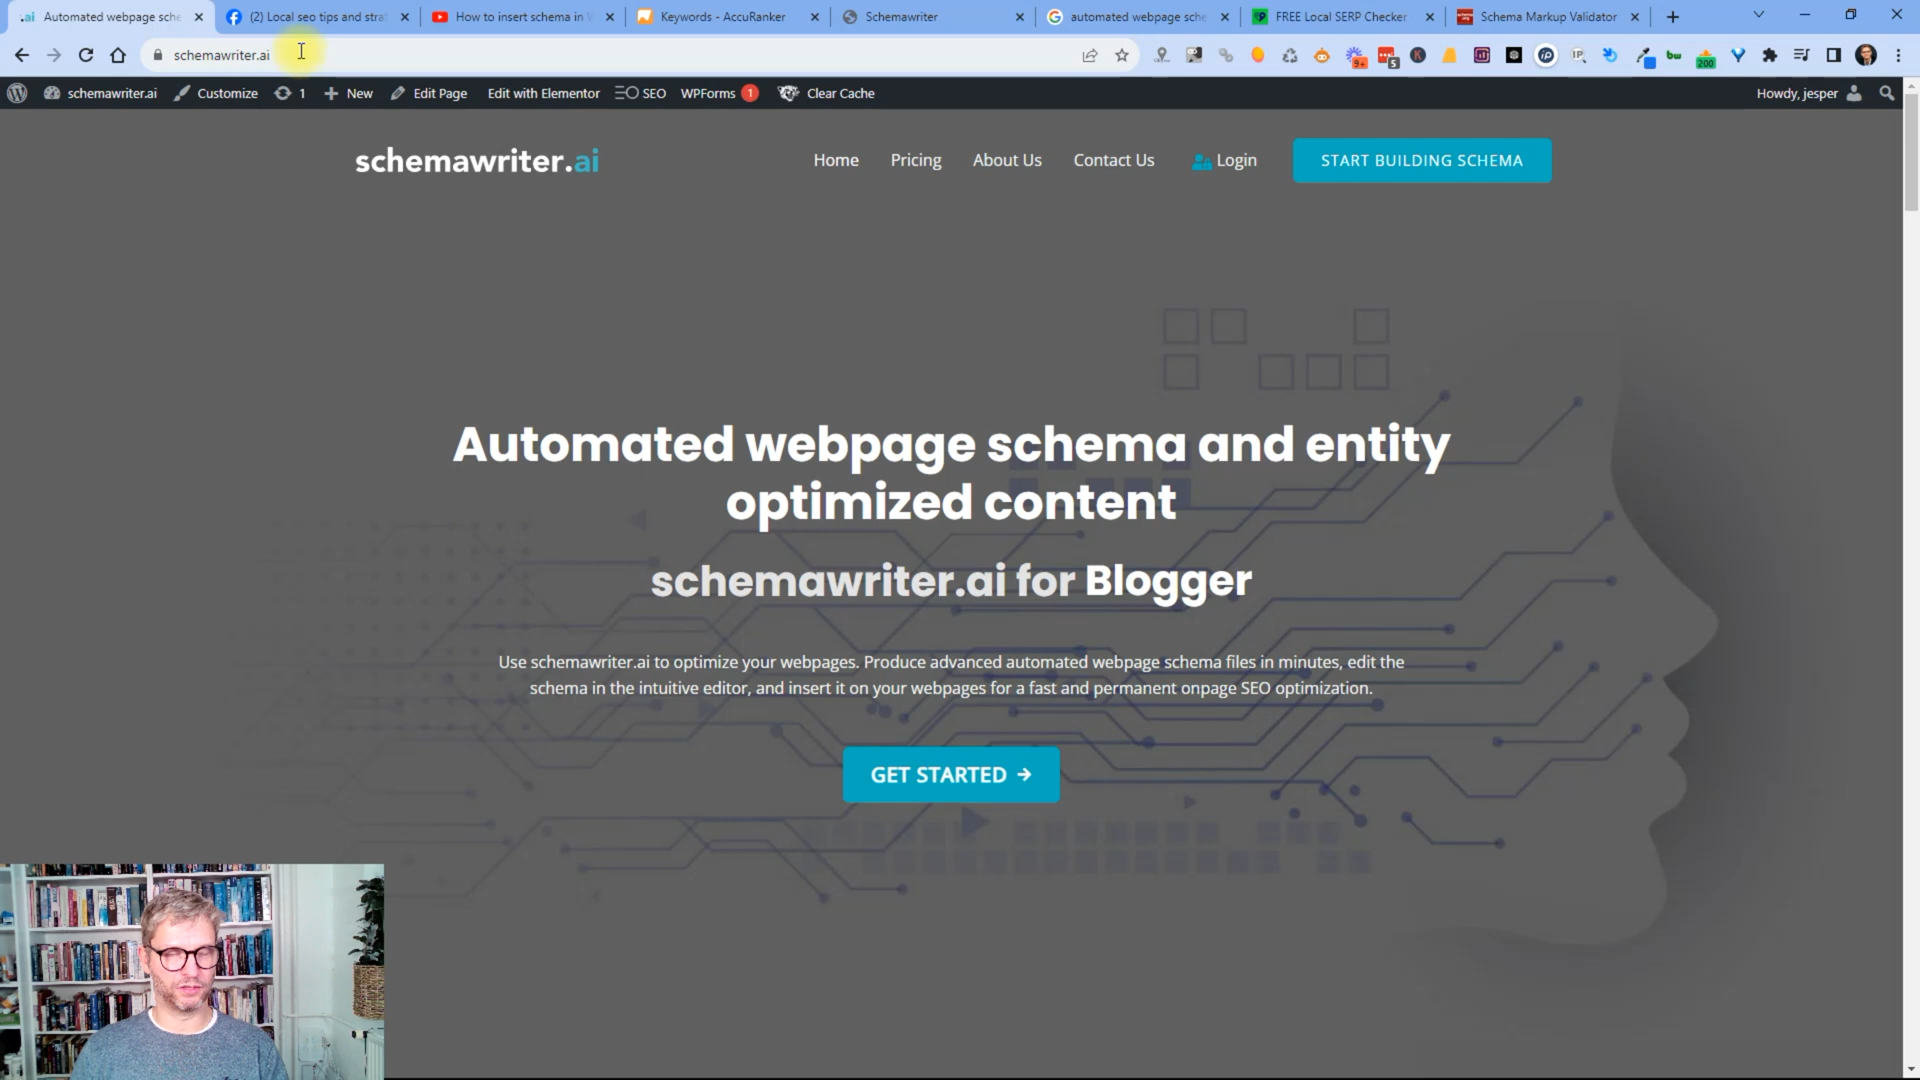 .ai Automated webpage sche
(2) Local seo tips and stra
How to insert schema in W
Keywords - AccuRanker
Schemawriter
automated webpage sche
FREE Local SERP Checker
Schema Markup Validator
schemawriter.ai
9+
5
200
schemawriter.ai
Customize
1
New
Edit Page
Edit with Elementor
SEO
WPForms 1
Clear Cache
Howdy, jesper
schemawriter.ai
Home
Pricing
About Us
Contact Us
Login
START BUILDING SCHEMA
Automated webpage schema and entity
optimized content
schemawriter.ai for Blogger
Use schemawriter.ai to optimize your webpages. Produce advanced automated webpage schema files in minutes, edit the
schema in the intuitive editor, and insert it on your webpages for a fast and permanent onpage SEO optimization.
GET STARTED →